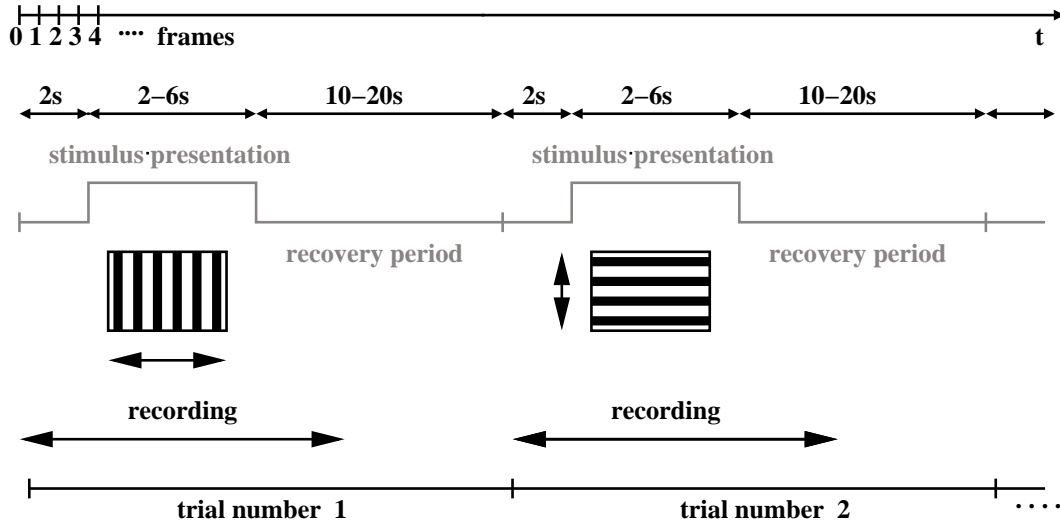 0 1 2 3 4 .... frames t
2s 2–6s 10–20s 2s 2–6s 10–20s
stimulus presentation stimulus presentation
recovery period recovery period
recording recording
trial number 1 trial number 2 ....